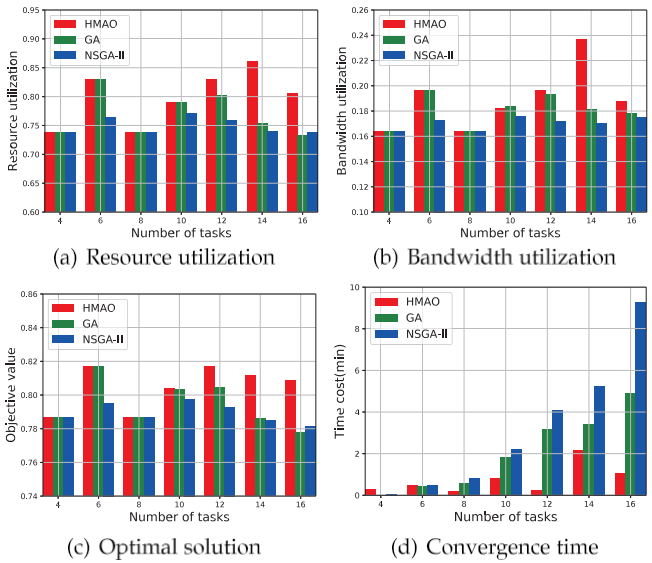 0.95
0.90
0.85
0.80
0.75
0.70
0.65
0.60
Resource utilization
HMAO
GA
NSGA-II
4 6 8 10 12 14 16
Number of tasks
(a) Resource utilization
0.26
0.24
0.22
0.20
0.18
0.16
0.14
0.12
0.10
Bandwidth utilization
HMAO
GA
NSGA-II
4 6 8 10 12 14 16
Number of tasks
(b) Bandwidth utilization
0.86
0.84
0.82
0.80
0.78
0.76
0.74
Objective value
HMAO
GA
NSGA-II
4 6 8 10 12 14 16
Number of tasks
(c) Optimal solution
10
8
6
4
2
0
Time cost(min)
HMAO
GA
NSGA-II
4 6 8 10 12 14 16
Number of tasks
(d) Convergence time